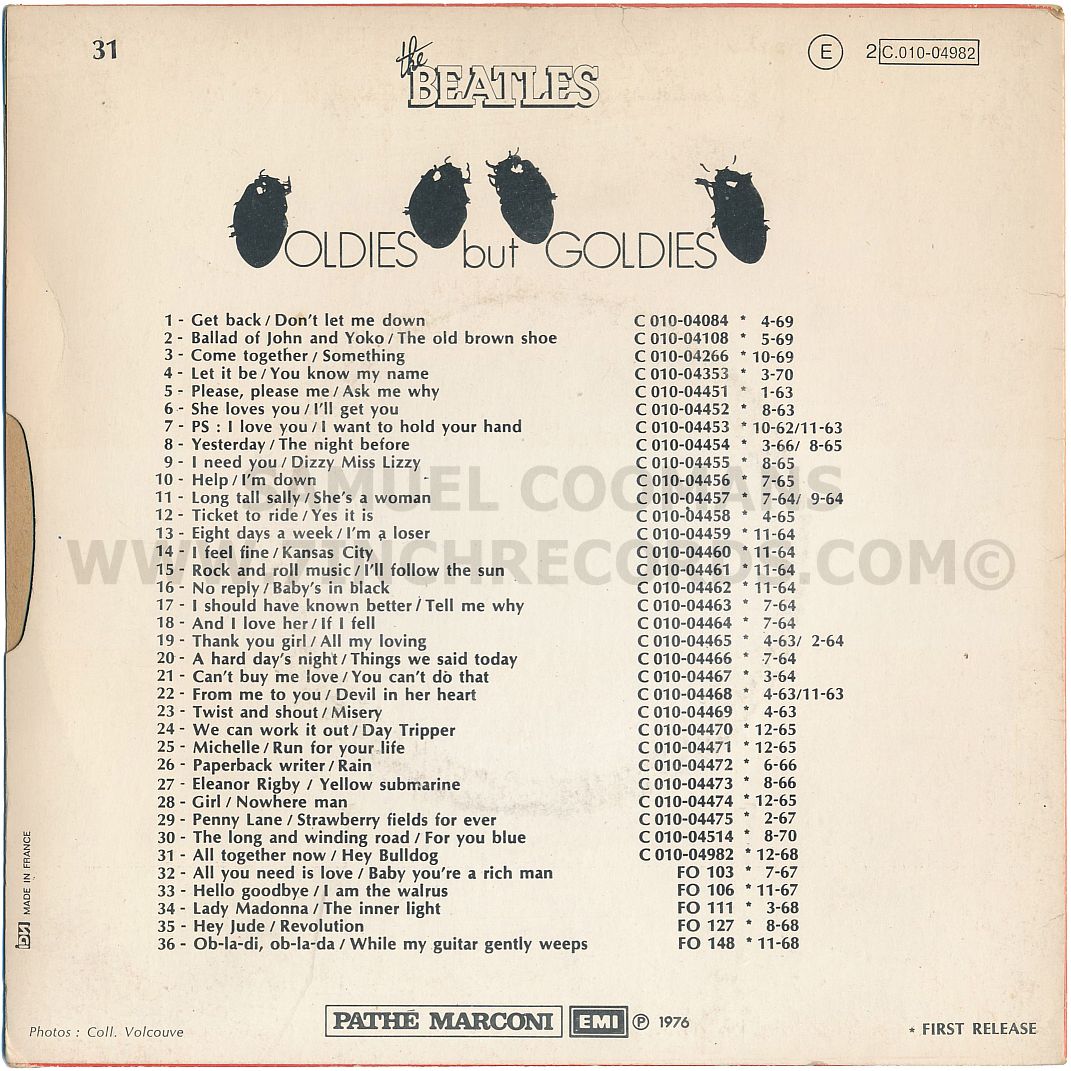 31
the BEATLES
E 2 C.010-04982
OLDIES but GOLDIES
1 - Get back / Don't let me down C 010-04084 * 4-69
2 - Ballad of John and Yoko / The old brown shoe C 010-04108 * 5-69
3 - Come together / Something C 010-04266 * 10-69
4 - Let it be / You know my name C 010-04353 * 3-70
5 - Please, please me / Ask me why C 010-04451 * 1-63
6 - She loves you / I'll get you C 010-04452 * 8-63
7 - PS : I love you / I want to hold your hand C 010-04453 * 10-62/11-63
8 - Yesterday / The night before C 010-04454 * 3-66/ 8-65
9 - I need you / Dizzy Miss Lizzy C 010-04455 * 8-65
10 - Help / I'm down C 010-04456 * 7-65
SAMUEL COOMANS
11 - Long tall sally / She's a woman C 010-04457 * 7-64/ 9-64
12 - Ticket to ride / Yes it is C 010-04458 * 4-65
13 - Eight days a week / I'm a loser C 010-04459 * 11-64
14 - I feel fine / Kansas City C 010-04460 * 11-64
WWW.7INCHRECORDS.COM©
15 - Rock and roll music / I'll follow the sun C 010-04461 * 11-64
16 - No reply / Baby's in black C 010-04462 * 11-64
17 - I should have known better / Tell me why C 010-04463 * 7-64
18 - And I love her / If I fell C 010-04464 * 7-64
19 - Thank you girl / All my loving C 010-04465 * 4-63/ 2-64
20 - A hard day's night / Things we said today C 010-04466 * 7-64
21 - Can't buy me love / You can't do that C 010-04467 * 3-64
22 - From me to you / Devil in her heart C 010-04468 * 4-63/11-63
23 - Twist and shout / Misery C 010-04469 * 4-63
24 - We can work it out / Day Tripper C 010-04470 * 12-65
25 - Michelle / Run for your life C 010-04471 * 12-65
26 - Paperback writer / Rain C 010-04472 * 6-66
27 - Eleanor Rigby / Yellow submarine C 010-04473 * 8-66
28 - Girl / Nowhere man C 010-04474 * 12-65
29 - Penny Lane / Strawberry fields for ever C 010-04475 * 2-67
30 - The long and winding road / For you blue C 010-04514 * 8-70
31 - All together now / Hey Bulldog C 010-04982 * 12-68
32 - All you need is love / Baby you're a rich man FO 103 * 7-67
33 - Hello goodbye / I am the walrus FO 106 * 11-67
34 - Lady Madonna / The inner light FO 111 * 3-68
35 - Hey Jude / Revolution FO 127 * 8-68
36 - Ob-la-di, ob-la-da / While my guitar gently weeps FO 148 * 11-68
MADE IN FRANCE
Photos : Coll. Volcouve
PATHÉ MARCONI EMI ℗ 1976
* FIRST RELEASE